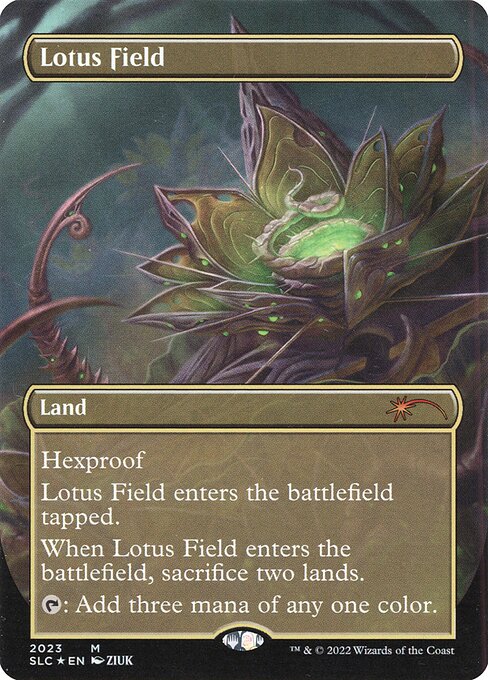 Lotus Field
Land
Hexproof
Lotus Field enters the battlefield
tapped.
When Lotus Field enters the
battlefield, sacrifice two lands.
: Add three mana of any one color.
2023 M
SLC ★ EN ZIUK
™ & © 2022 Wizards of the Coast